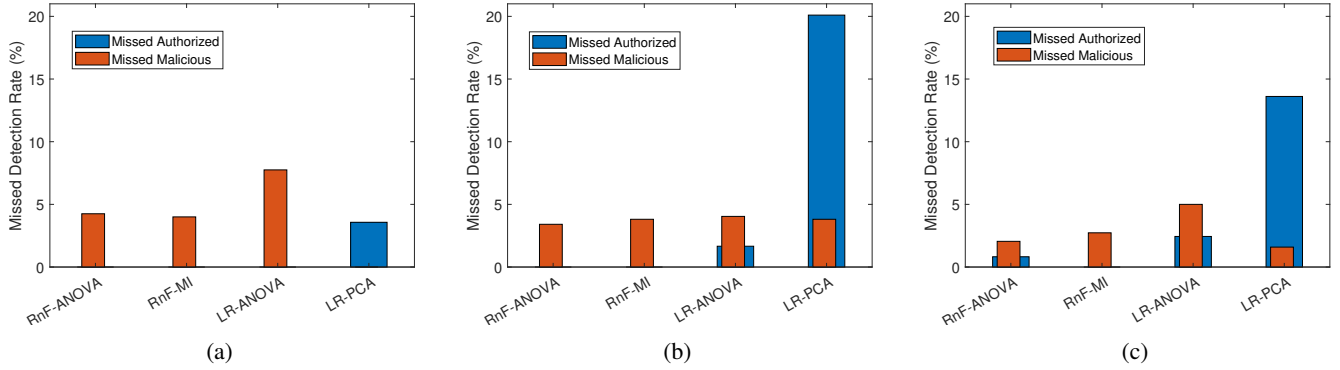 Missed Detection Rate (%)
20
15
10
5
0
Missed Authorized
Missed Malicious
RnF-ANOVA
RnF-MI
LR-ANOVA
LR-PCA
(a)
Missed Detection Rate (%)
20
15
10
5
0
Missed Authorized
Missed Malicious
RnF-ANOVA
RnF-MI
LR-ANOVA
LR-PCA
(b)
Missed Detection Rate (%)
20
15
10
5
0
Missed Authorized
Missed Malicious
RnF-ANOVA
RnF-MI
LR-ANOVA
LR-PCA
(c)